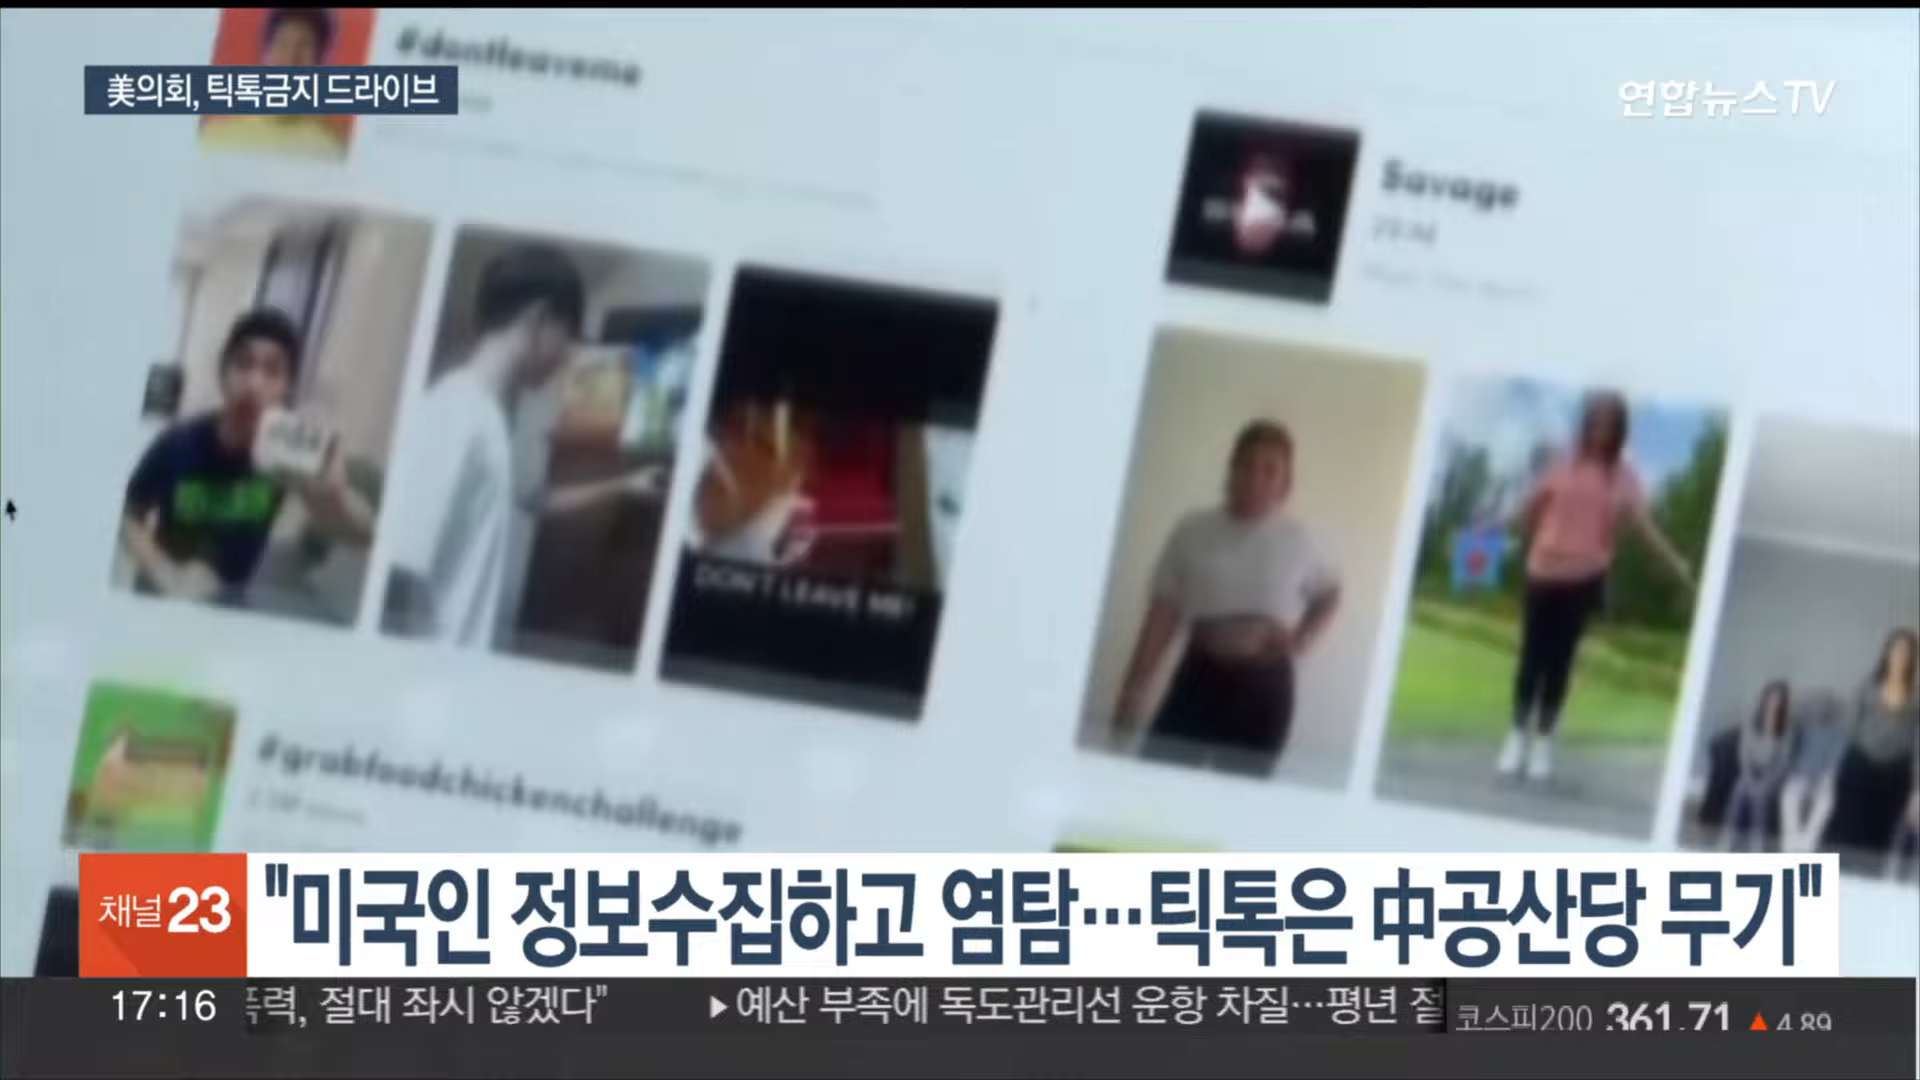 #dontleaveme
美의회, 틱톡금지 드라이브
연합뉴스TV
Savage
DON'T LEAVE ME!
#grabfoodchickenchallenge
채널23
"미국인 정보수집하고 염탐…틱톡은 中공산당 무기"
17:16
폭력, 절대 좌시 않겠다"
▶예산 부족에 독도관리선 운항 차질…평년 절
코스피200 361.71 ▲4.89